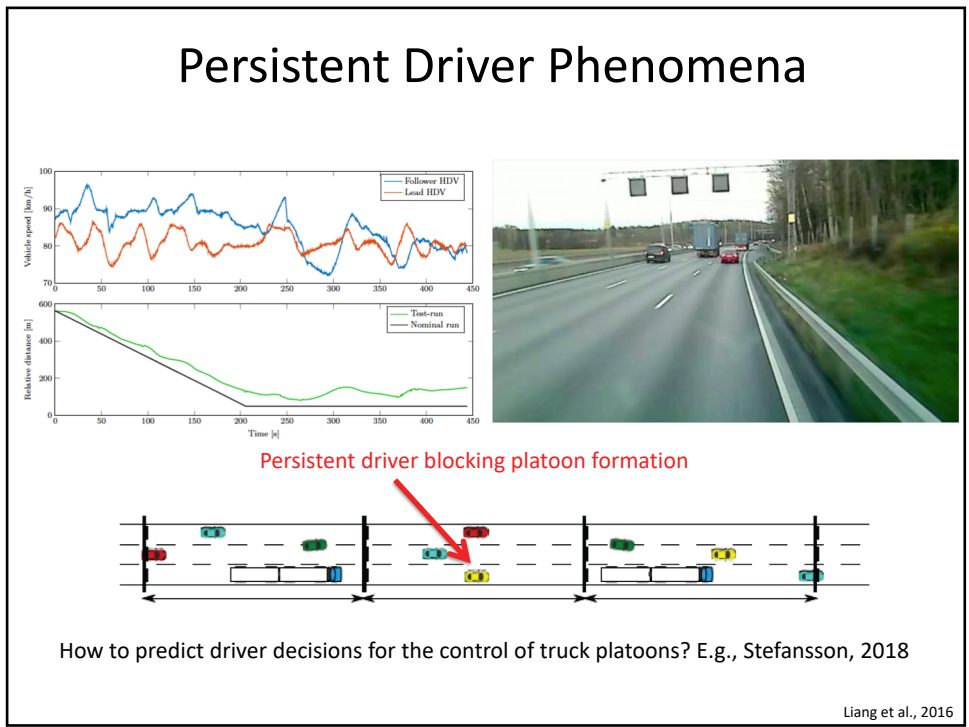 Persistent Driver Phenomena
100
90
80
70
Vehicle speed [km/h]
Follower HDV
Lead HDV
0 50 100 150 200 250 300 350 400 450
600
400
200
0
Relative distance [m]
Test-run
Nominal run
0 50 100 150 200 250 300 350 400 450
Time [s]
Persistent driver blocking platoon formation
How to predict driver decisions for the control of truck platoons? E.g., Stefansson, 2018
Liang et al., 2016